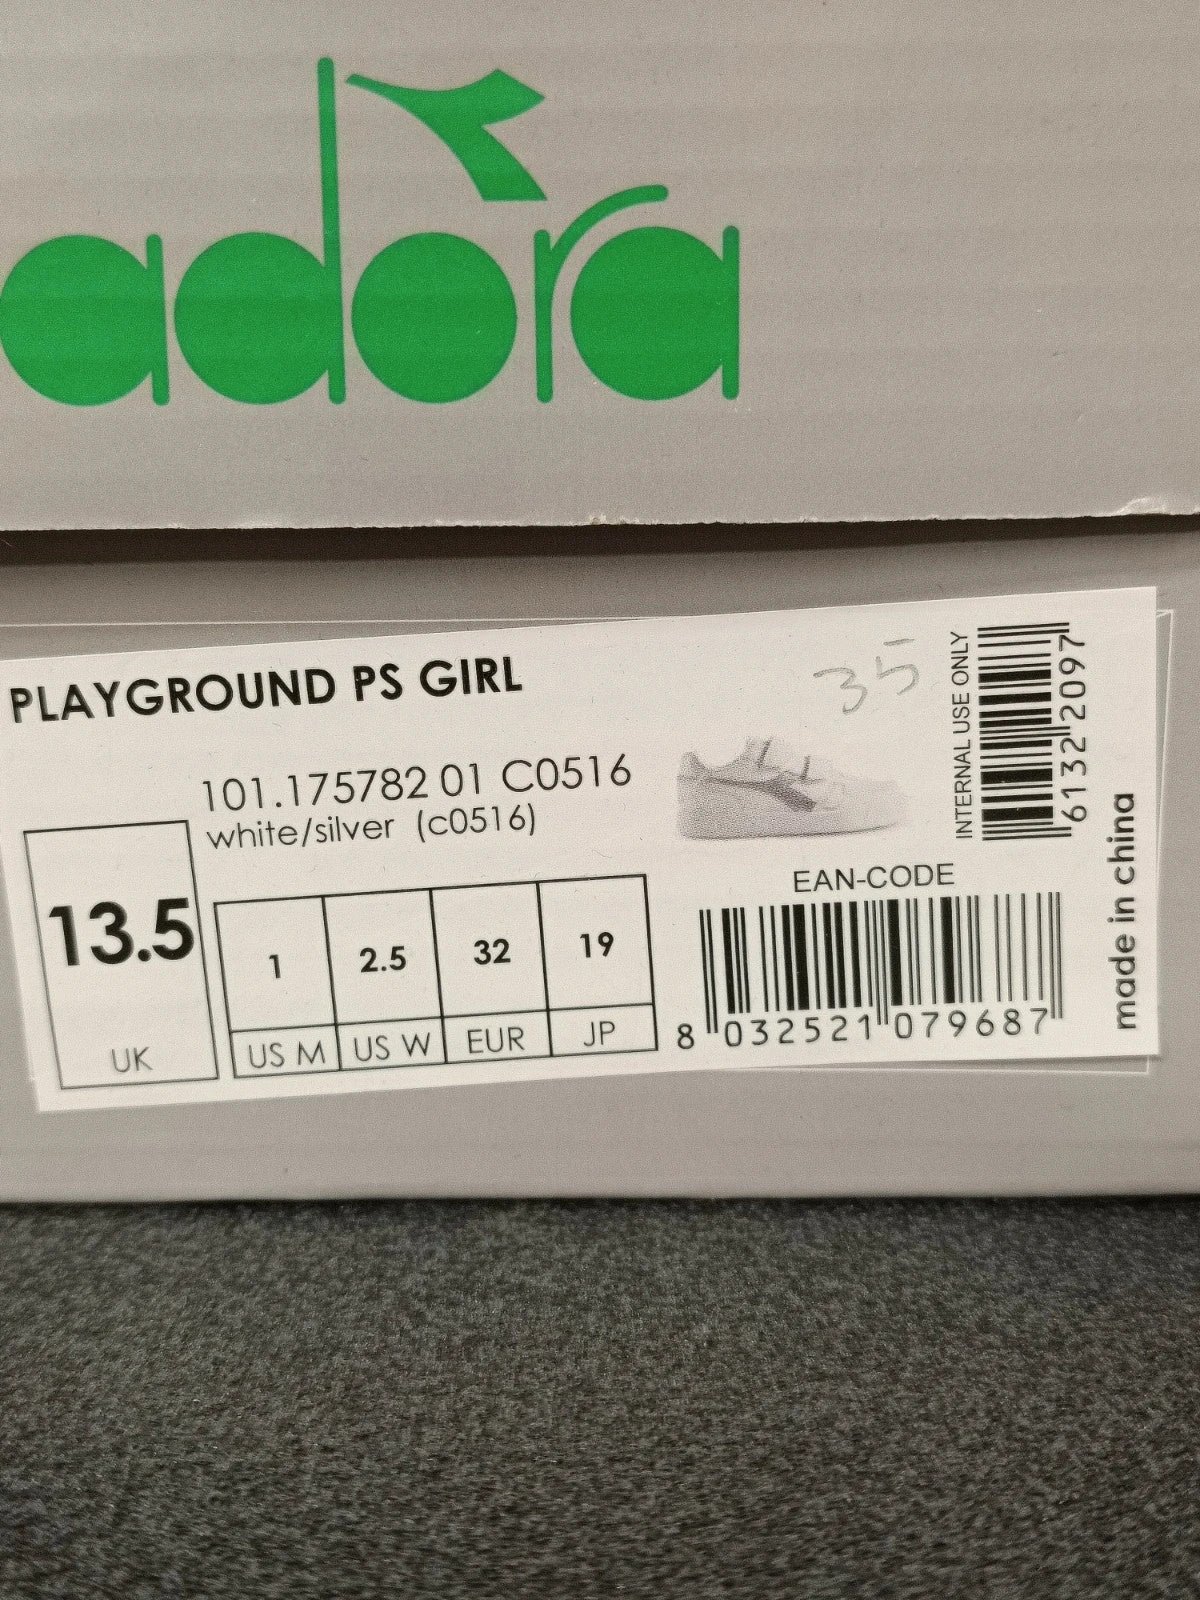 adora
PLAYGROUND PS GIRL
35
101.175782 01 C0516
white/silver (c0516)
13.5
UK
1
2.5
32
19
US M
US W
EUR
JP
EAN-CODE
8 032521 079687
INTERNAL USE ONLY
61322097
made in china